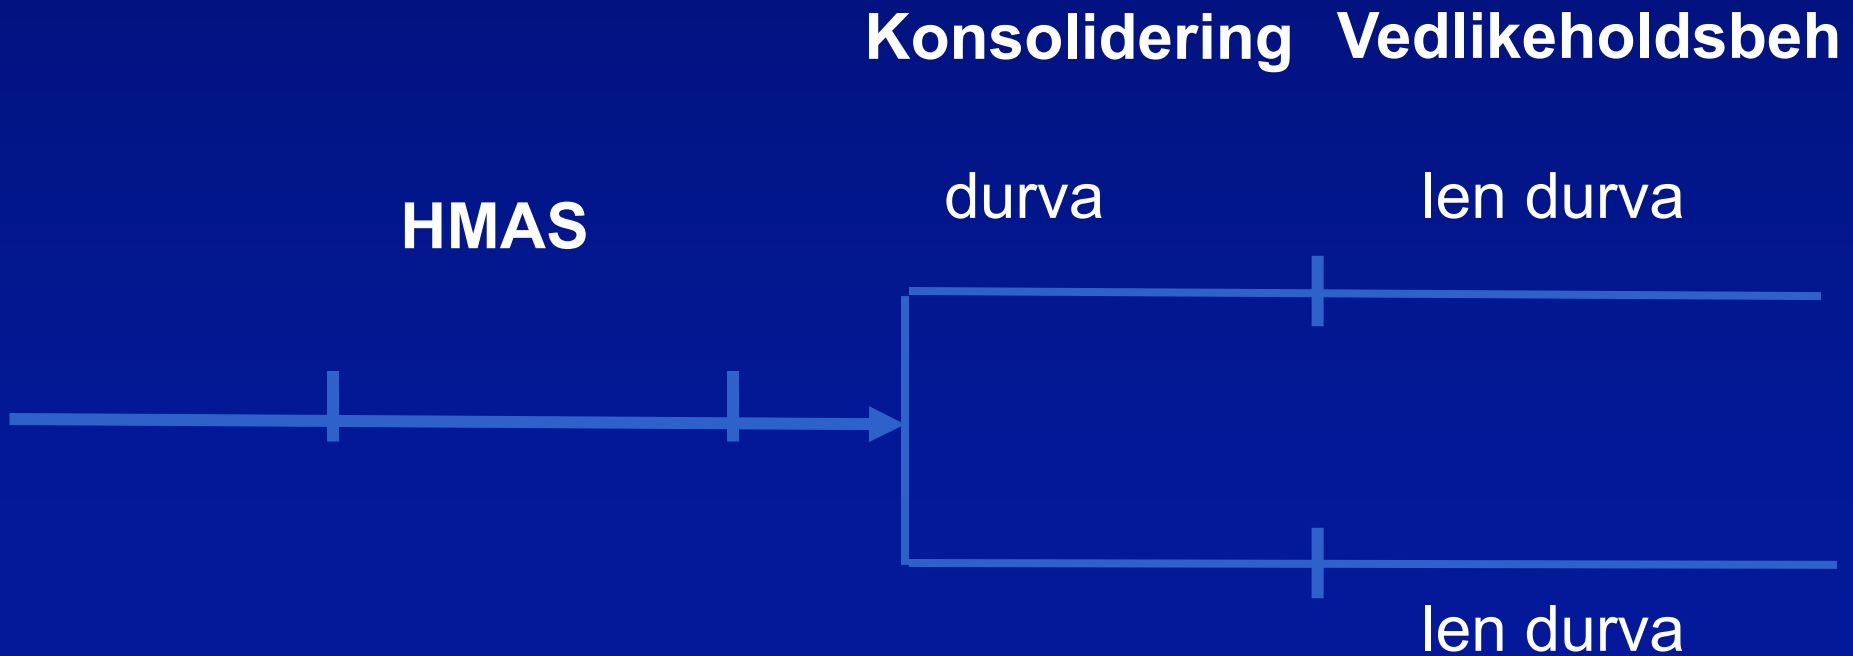 Konsolidering Vedlikeholdsbeh
durva len durva
HMAS
len durva